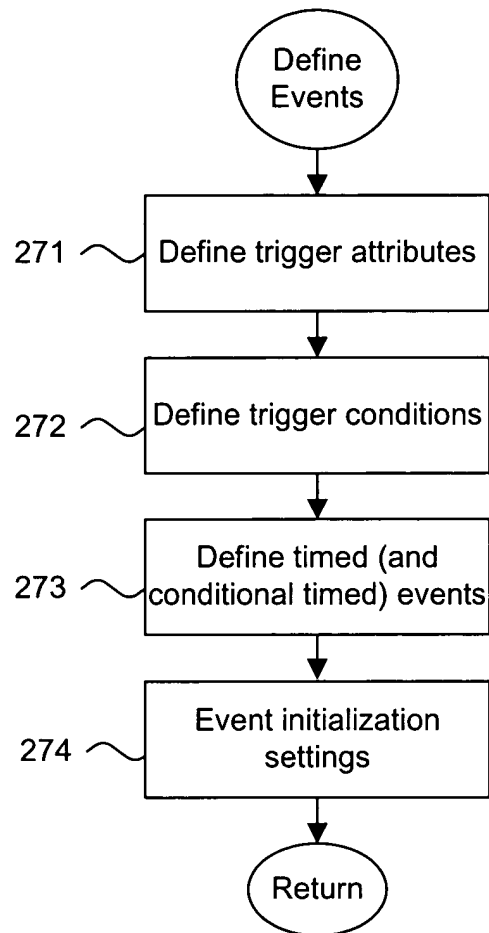 Define
Events
271
Define trigger attributes
272
Define trigger conditions
273
Define timed (and
conditional timed) events
274
Event initialization
settings
Return